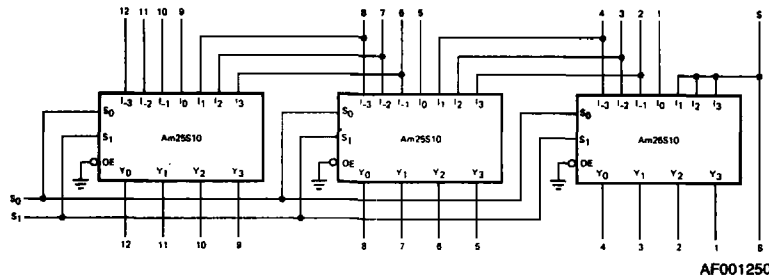 12 11 10 9 8 7 6 5 4 3 2 1 S
I-3 I-2 I-1 I0 I1 I2 I3 I-3 I-2 I-1 I0 I1 I2 I3 I-3 I-2 I-1 I0 I1 I2 I3
S0 S0 S0
S1 Am25S10 S1 Am25S10 S1 Am25S10
OE OE OE
Y0 Y1 Y2 Y3 Y0 Y1 Y2 Y3 Y0 Y1 Y2 Y3
S0
S1
12 11 10 9 8 7 6 5 4 3 2 1 S
AF001250